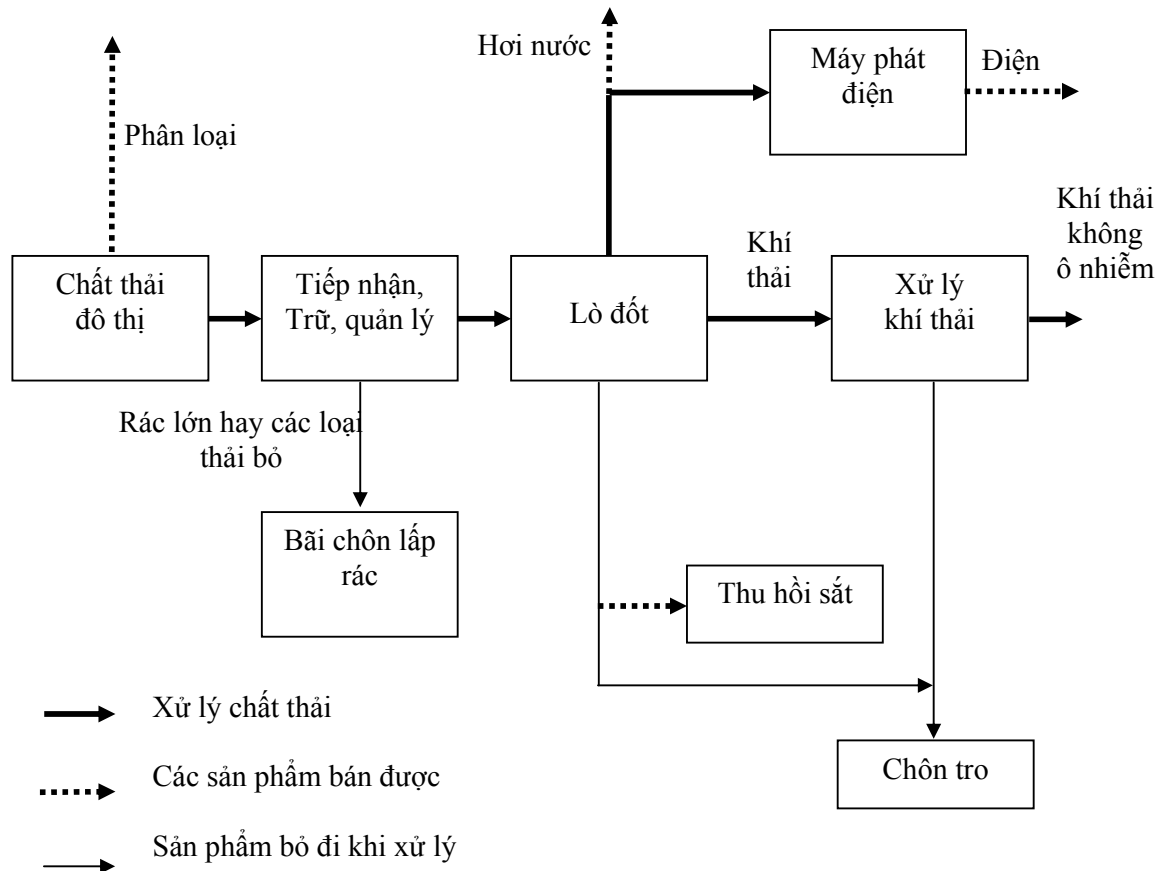 Hơi nước
Máy phát
điện
Điện
Phân loại
Khí thải
không
ô nhiễm
Khí
thải
Chất thải
đô thị
Tiếp nhận,
Trữ, quản lý
Lò đốt
Xử lý
khí thải
Rác lớn hay các loại
thải bỏ
Bãi chôn lấp
rác
Thu hồi sắt
Xử lý chất thải
Chôn tro
Các sản phẩm bán được
Sản phẩm bỏ đi khi xử lý